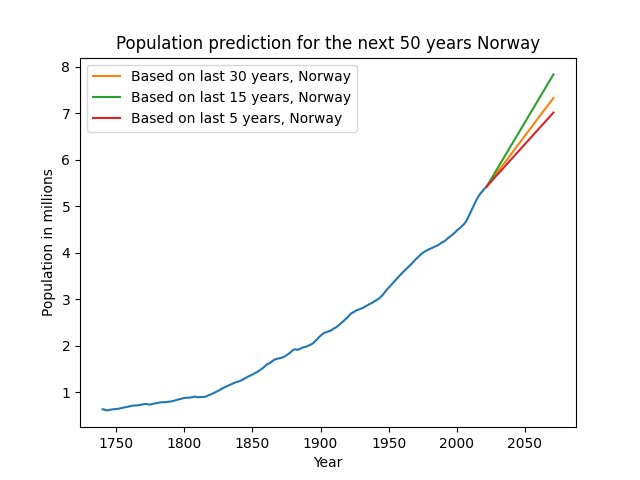 Population prediction for the next 50 years Norway
Based on last 30 years, Norway
Based on last 15 years, Norway
Based on last 5 years, Norway
Population in millions
8
7
6
5
4
3
2
1
1750 1800 1850 1900 1950 2000 2050
Year